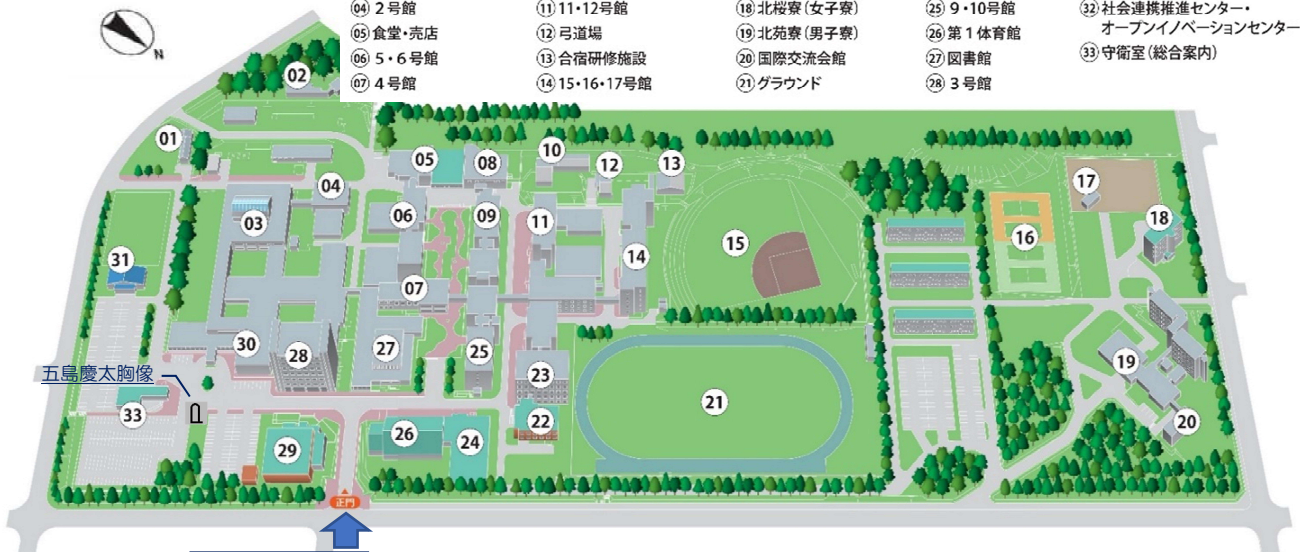 04 2号館
05 食堂・売店
06 5・6号館
07 4号館
11 11・12号館
12 弓道場
13 合宿研修施設
14 15・16・17号館
18 北桜寮(女子寮)
19 北苑寮(男子寮)
20 国際交流会館
21 グラウンド
25 9・10号館
26 第1体育館
27 図書館
28 3号館
32 社会連携推進センター・
オープンイノベーションセンター
33 守衛室(総合案内)
N
02
01
05
08
10
12
13
04
03
06
09
11
14
15
17
16
18
31
07
30
28
27
25
23
21
19
20
五島慶太胸像
33
29
26
24
22
正門